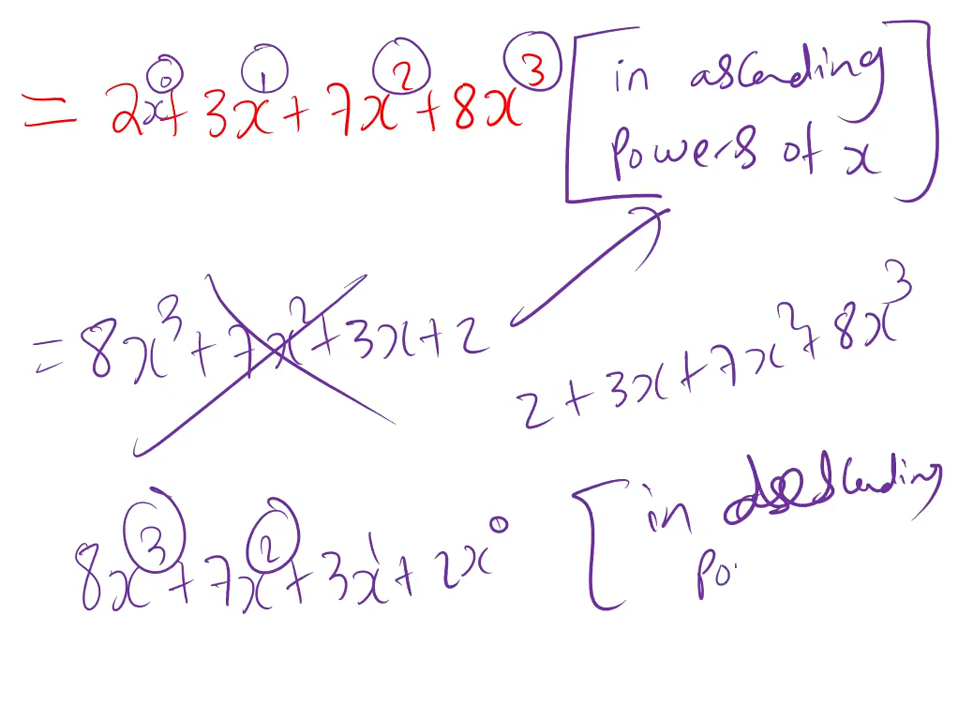 = 2x⁰ + 3x¹ + 7x² + 8x³ [in ascending
powers of x]
= 8x³ + 7x² + 3x + 2
2 + 3x + 7x² + 8x³
8x³ + 7x² + 3x¹ + 2x⁰ [in descending
po